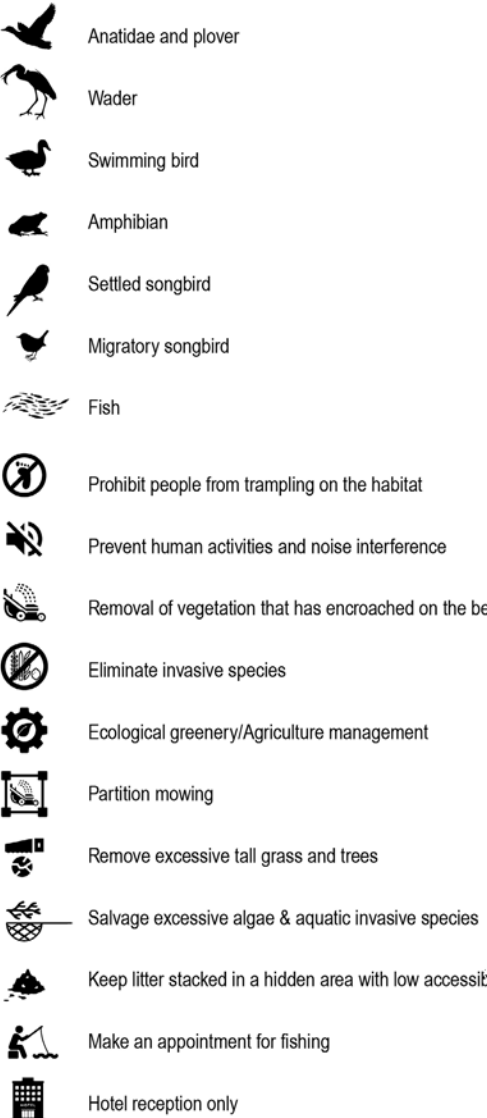 Anatidae and plover
Wader
Swimming bird
Amphibian
Settled songbird
Migratory songbird
Fish
Prohibit people from trampling on the habitat
Prevent human activities and noise interference
Removal of vegetation that has encroached on the
Eliminate invasive species
Ecological greenery/Agriculture management
Partition mowing
Remove excessive tall grass and trees
Salvage excessive algae & aquatic invasive species
Keep litter stacked in a hidden area with low
Make an appointment for fishing
Hotel reception only